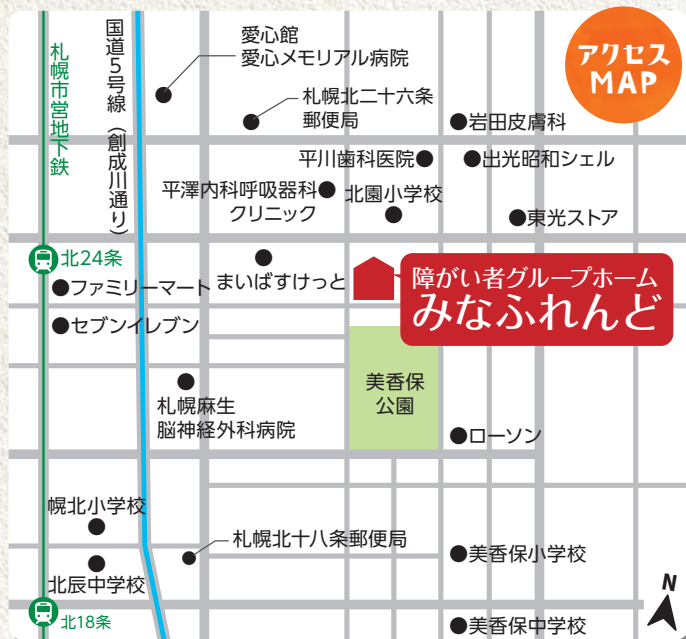 アクセス
MAP
愛心館
愛心メモリアル病院
国道5号線（創成川通り）
札幌市営地下鉄
札幌北二十六条
郵便局
岩田皮膚科
平川歯科医院
出光昭和シェル
平澤内科呼吸器科
クリニック
北園小学校
東光ストア
北24条
まいばすけっと
ファミリーマート
障がい者グループホーム
みなふれんど
セブンイレブン
美香保
公園
札幌麻生
脳神経外科病院
ローソン
幌北小学校
札幌北十八条郵便局
美香保小学校
北辰中学校
北18条
美香保中学校
N